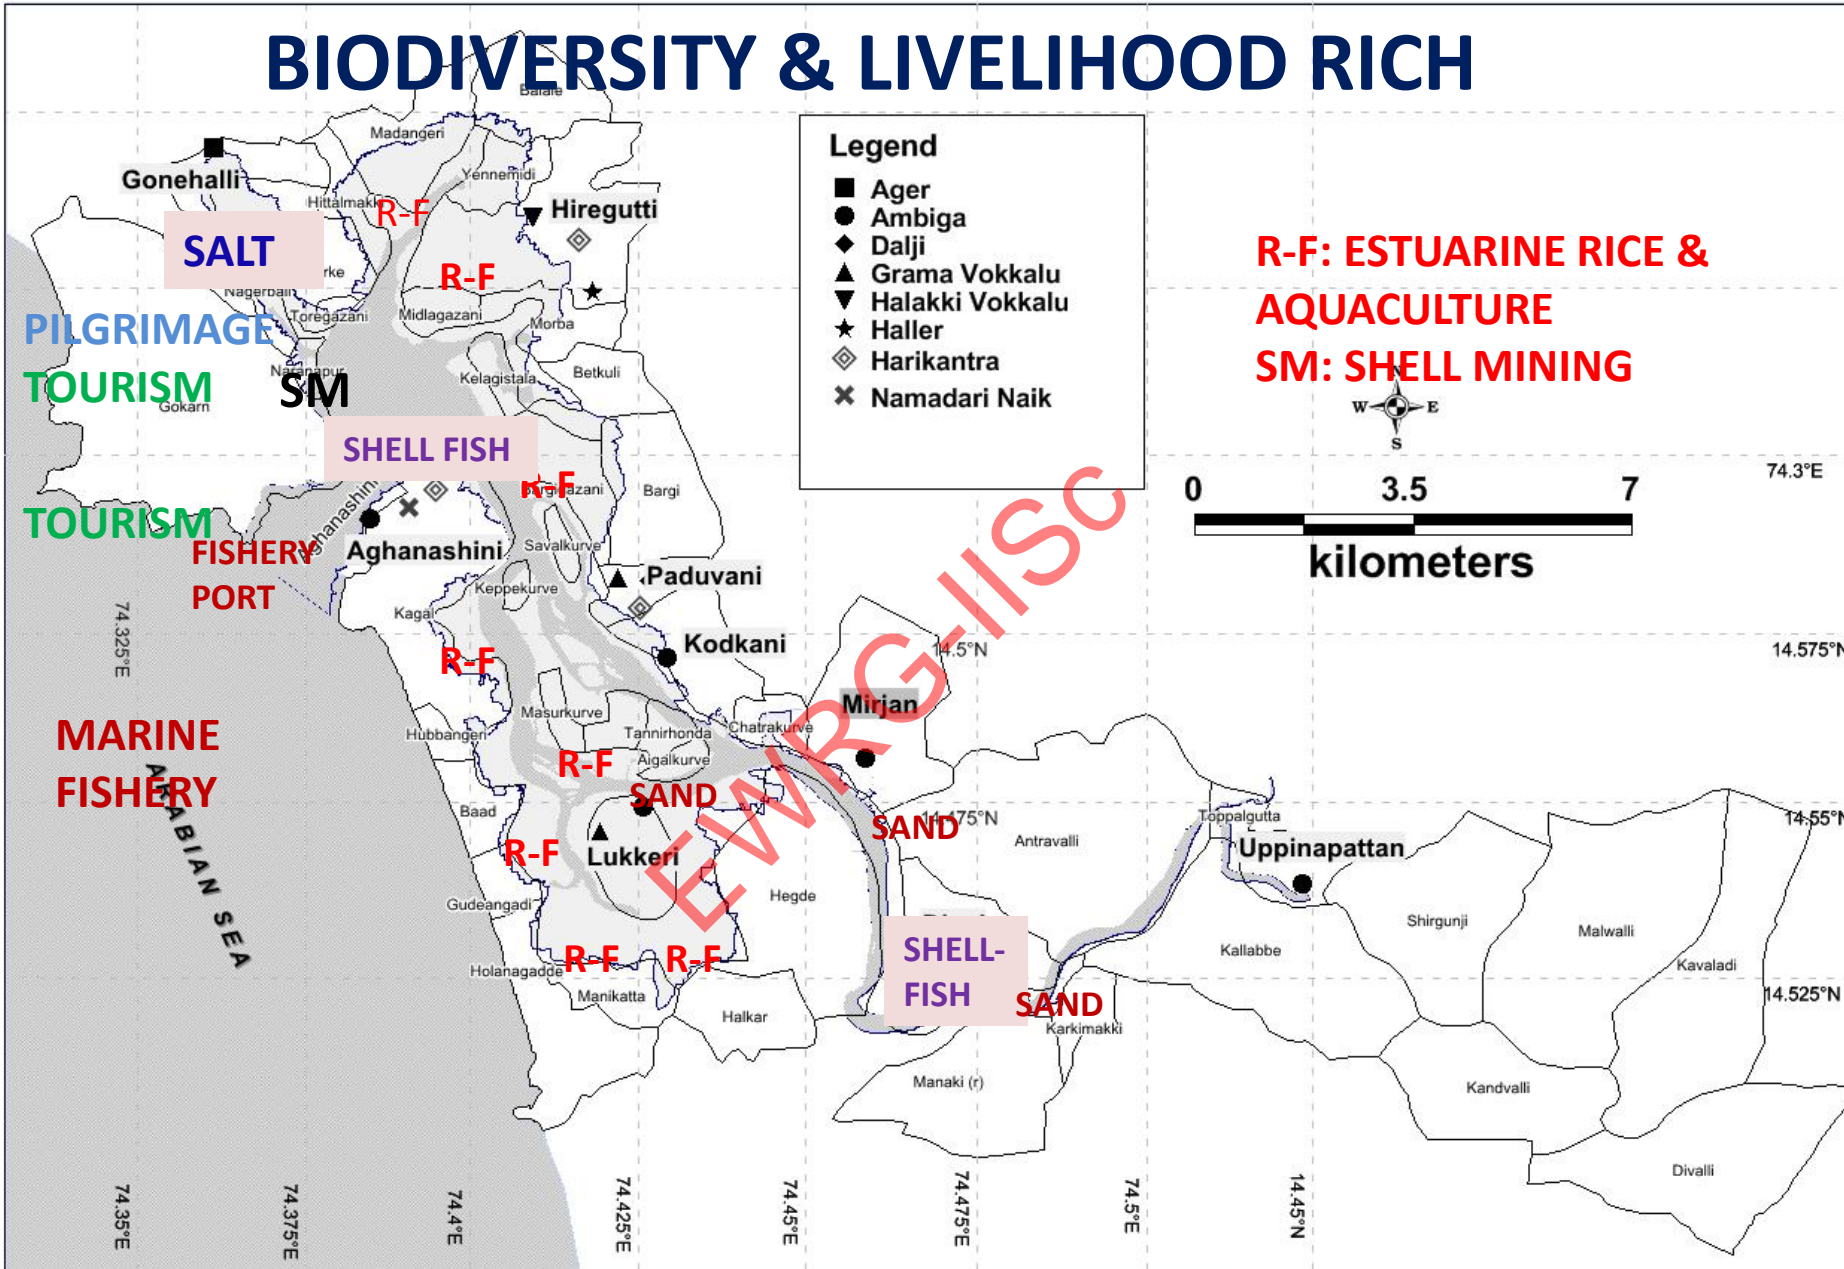 BIODIVERSITY & LIVELIHOOD RICH
Balale
Madangeri
Gonehalli
Yennemidi
Hittalmakki
R-F
Hiregutti
SALT
R-F
Nagerbail
Toregazani
Midlagazani
Morba
PILGRIMAGE
TOURISM
Naranapur
SM
Gokarn
Kelagistala
Betkuli
SHELL FISH
R-F
Bargigazani
Bargi
TOURISM
Aghanashini
Aghanashini
FISHERY
PORT
Savalkurve
Keppekurve
Paduvani
Kagal
Kodkani
R-F
Masurkurve
Tannirhonda
Chatrakurve
Mirjan
Hubbangeri
R-F
Aigalkurve
MARINE
FISHERY
ARABIAN SEA
Baad
SAND
SAND
R-F
Lukkeri
Antravalli
Toppalgutta
Uppinapattan
Gudeangadi
Hegde
Shirgunji
Malwalli
Kallabbe
Kavaladi
SHELL-
FISH
Holanagadde
R-F
R-F
SAND
Manikatta
Halkar
Karkimakki
Manaki (r)
Kandvalli
Divalli
Legend
Ager
Ambiga
Dalji
Grama Vokkalu
Halakki Vokkalu
Haller
Harikantra
Namadari Naik
R-F: ESTUARINE RICE &
AQUACULTURE
SM: SHELL MINING
N
W E
S
0 3.5 7
kilometers
74.3°E
74.325°E
14.5°N
14.575°N
14.475°N
14.55°N
14.525°N
74.35°E
74.375°E
74.4°E
74.425°E
74.45°E
74.475°E
74.5°E
14.45°N
EWRG-IISc